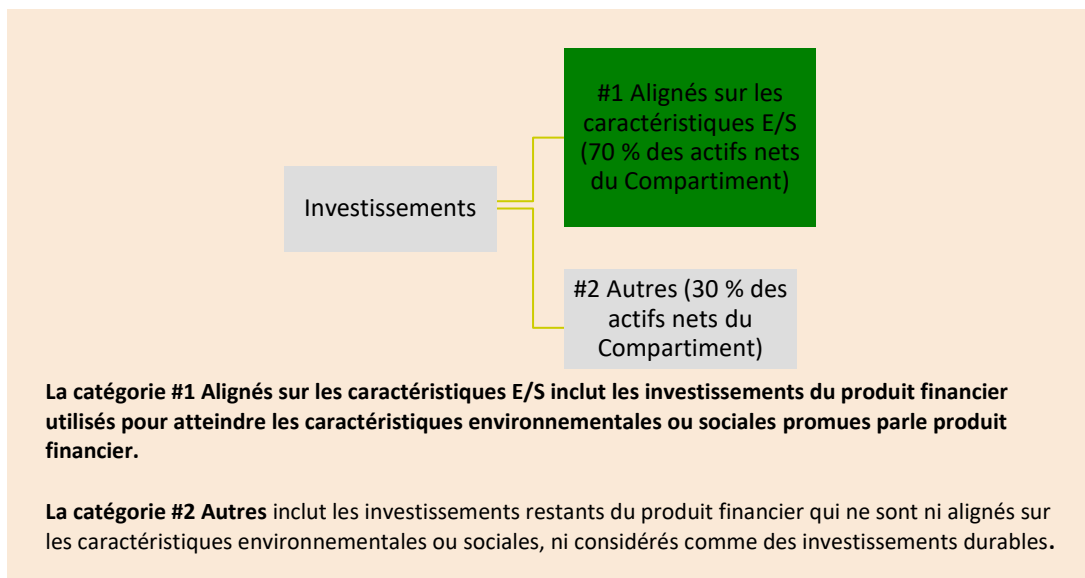 #1 Alignés sur les
caractéristiques E/S
(70 % des actifs nets
du Compartiment)
Investissements
#2 Autres (30 % des
actifs nets du
Compartiment)
La catégorie #1 Alignés sur les caractéristiques E/S inclut les investissements du produit financier
utilisés pour atteindre les caractéristiques environnementales ou sociales promues parle produit
financier.
La catégorie #2 Autres inclut les investissements restants du produit financier qui ne sont ni alignés sur
les caractéristiques environnementales ou sociales, ni considérés comme des investissements durables.